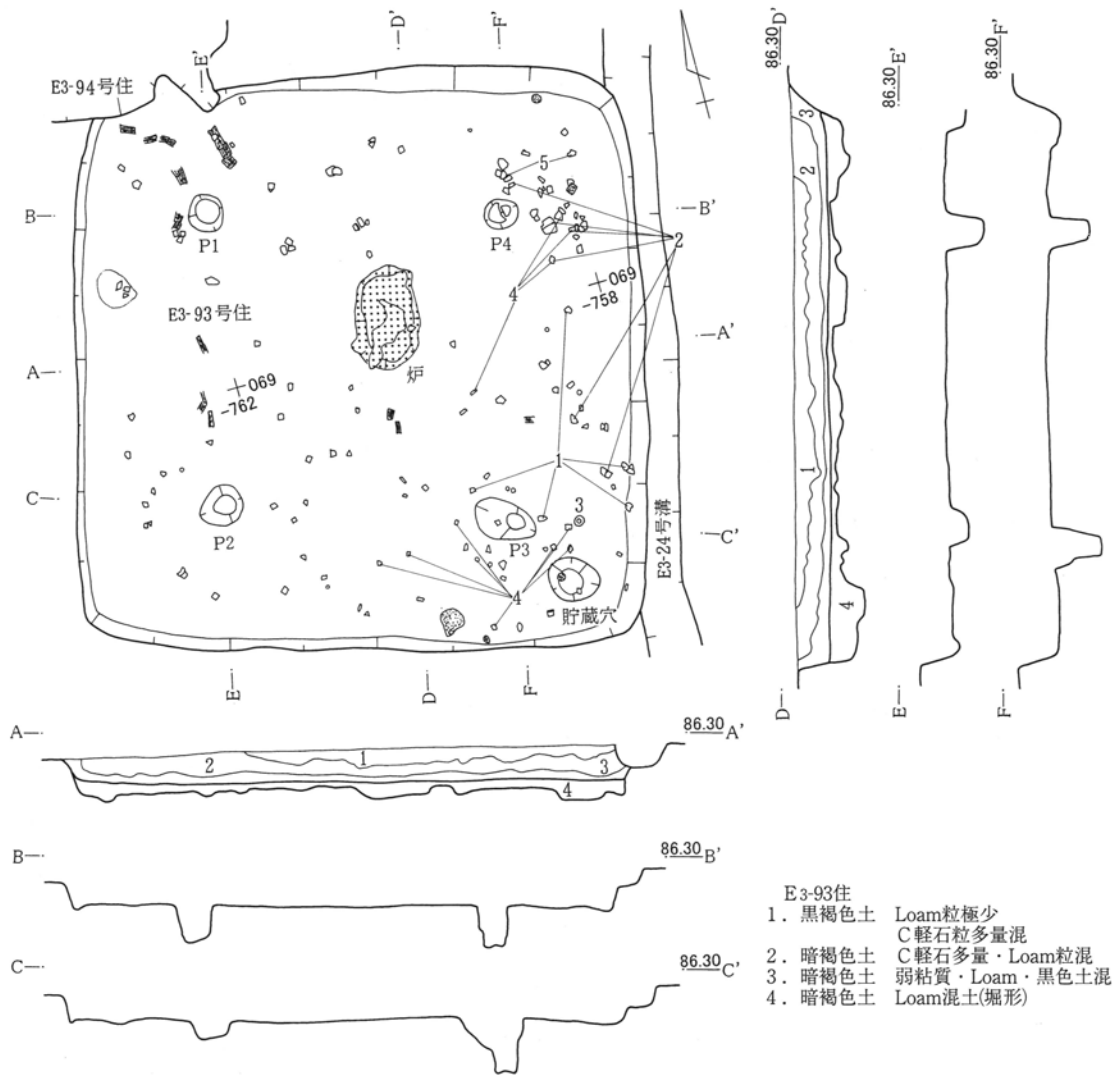 D'
F'
E'
E3-94号住
B
P1
5
P4
B'
2
4
069
-758
E3-93号住
A'
炉
A
069
-762
1
C
P2
P3
3
C'
E3-24号溝
4
貯蔵穴
E
D
F
86.30 D'
3
2
1
4
D
86.30 E'
E
86.30 F'
F
A
86.30 A'
1
2
3
4
B
86.30 B'
C
86.30 C'
E3-93住
1. 黒褐色土 Loam粒極少
C軽石粒多量混
2. 暗褐色土 C軽石多量・Loam粒混
3. 暗褐色土 弱粘質・Loam・黒色土混
4. 暗褐色土 Loam混土(堀形)